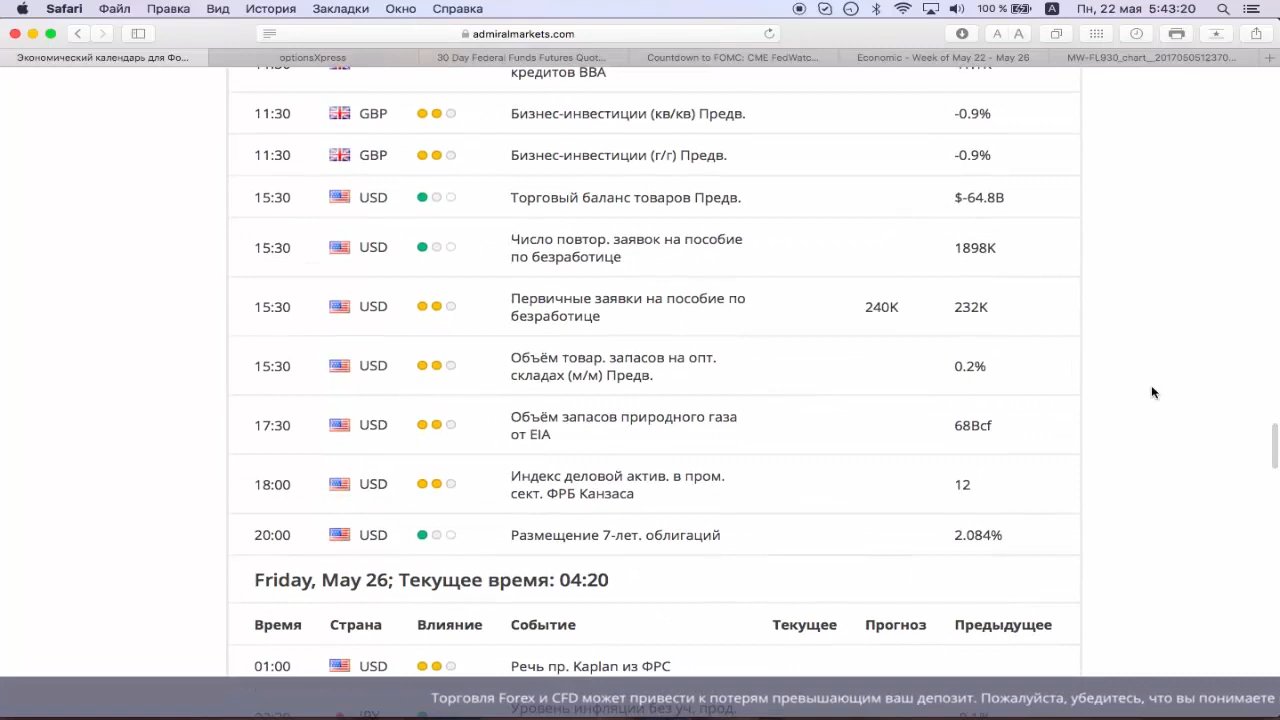 Safari Файл Правка Вид История Закладки Окно Справка 100 % A Пн, 22 мая 5:43:20
admiralmarkets.com A A
Экономический календарь для Фо... optionsXpress 30 Day Federal Funds Futures Quot... Countdown to FOMC: CME FedWatc... Economic - Week of May 22 - May 26 MW-FL930_chart__20170505123​70...
кредитов BBA
11:30 GBP Бизнес-инвестиции (кв/кв) Предв. -0.9%
11:30 GBP Бизнес-инвестиции (г/г) Предв. -0.9%
15:30 USD Торговый баланс товаров Предв. $-64.8B
Число повтор. заявок на пособие
15:30 USD по безработице 1898K
Первичные заявки на пособие по
15:30 USD безработице 240K 232K
Объём товар. запасов на опт.
15:30 USD складах (м/м) Предв. 0.2%
Объём запасов природного газа
17:30 USD от EIA 68Bcf
Индекс деловой актив. в пром.
18:00 USD сект. ФРБ Канзаса 12
20:00 USD Размещение 7-лет. облигаций 2.084%
Friday, May 26; Текущее время: 04:20
Время Страна Влияние Событие Текущее Прогноз Предыдущее
01:00 USD Речь пр. Kaplan из ФРС
Торговля Forex и CFD может привести к потерям превышающим ваш депозит. Пожалуйста, убедитесь, что вы понимаете
Уровень инфляции без уч. прод.